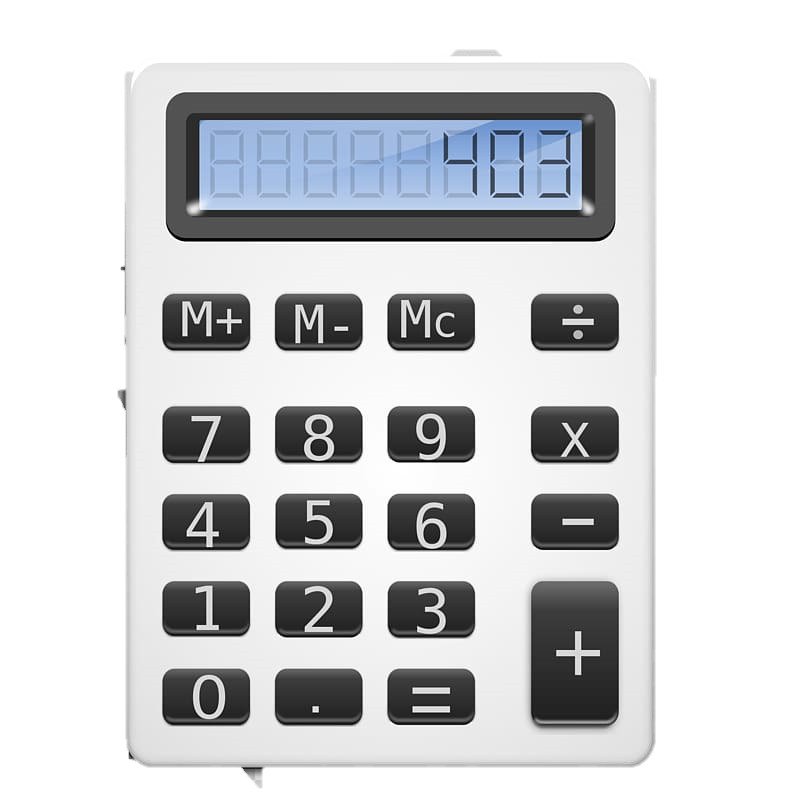 403
M+ M- Mc ÷
7 8 9 x
4 5 6 −
1 2 3
0 . = +